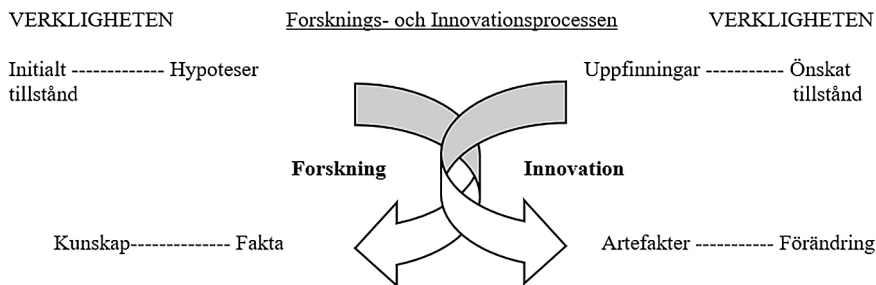 VERKLIGHETEN Forsknings- och Innovationsprocessen VERKLIGHETEN
Initialt ------------- Hypoteser Uppfinningar ----------- Önskat
tillstånd tillstånd
Forskning Innovation
Kunskap-------------- Fakta Artefakter ----------- Förändring